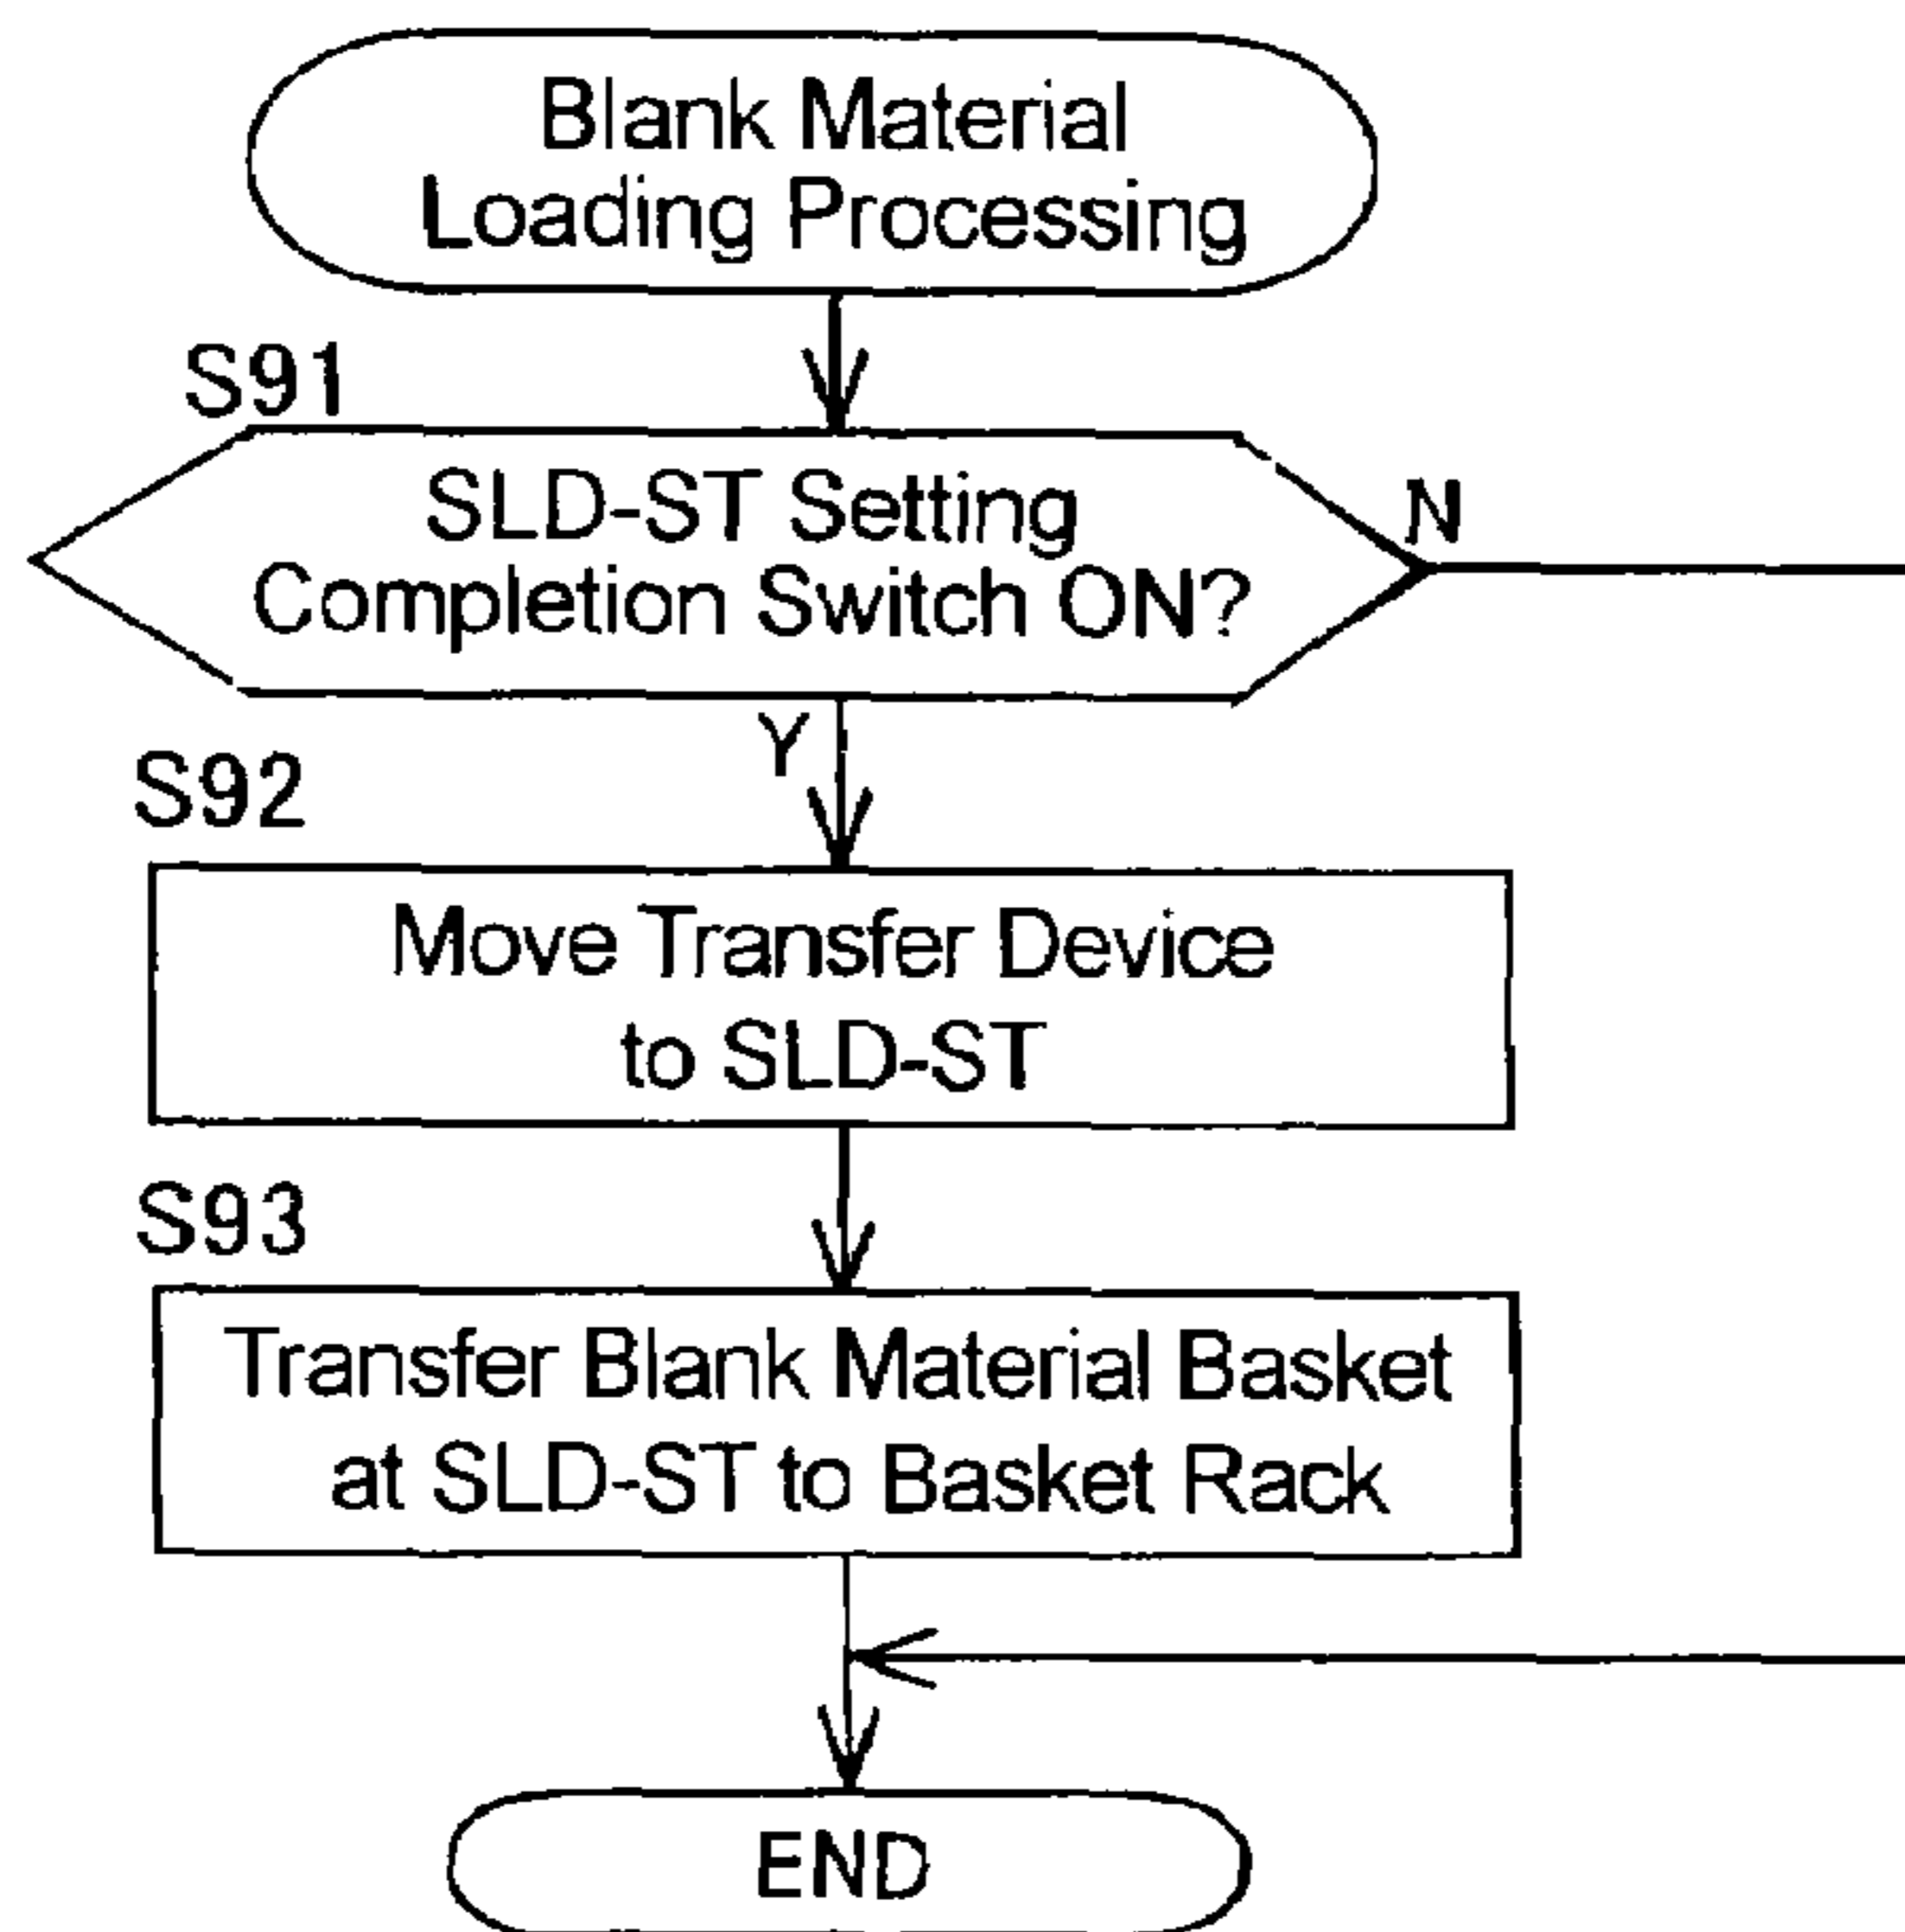 Blank Material
Loading Processing
S91
SLD-ST Setting
Completion Switch ON?
N
Y
S92
Move Transfer Device
to SLD-ST
S93
Transfer Blank Material Basket
at SLD-ST to Basket Rack
END